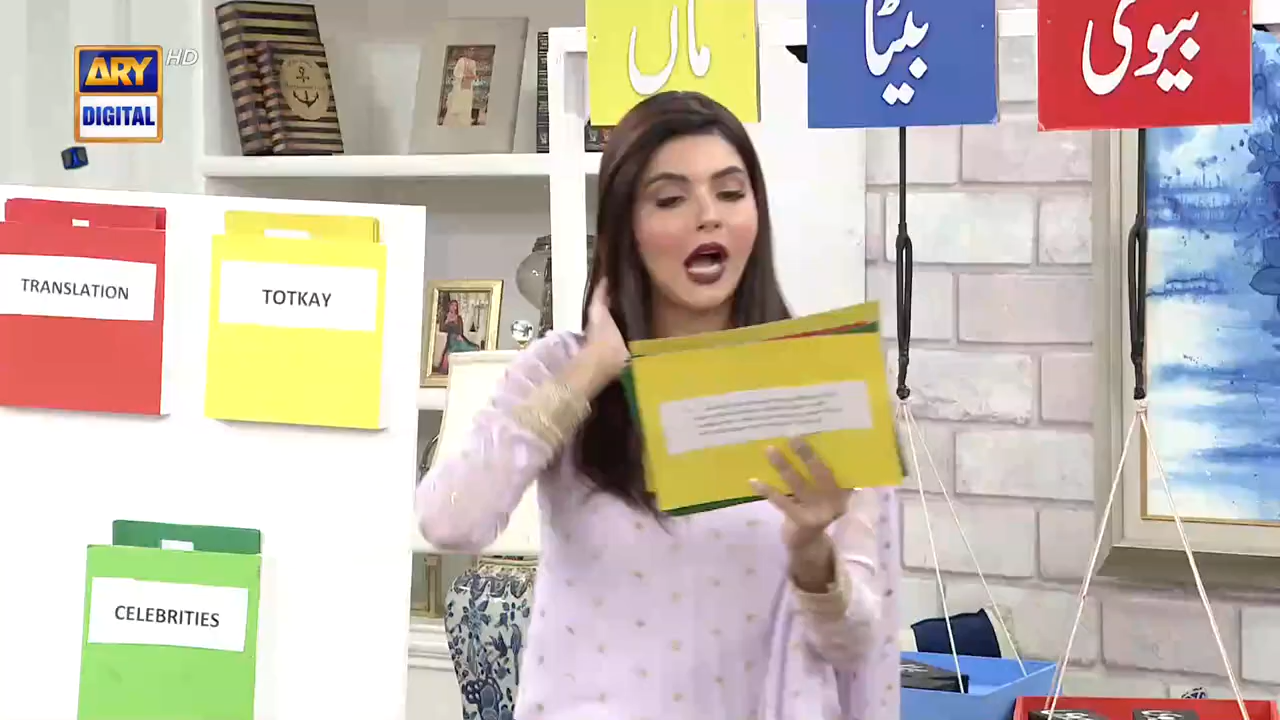 ARY
DIGITAL
HD
ماں
بیٹا
بیوی
TRANSLATION
TOTKAY
CELEBRITIES